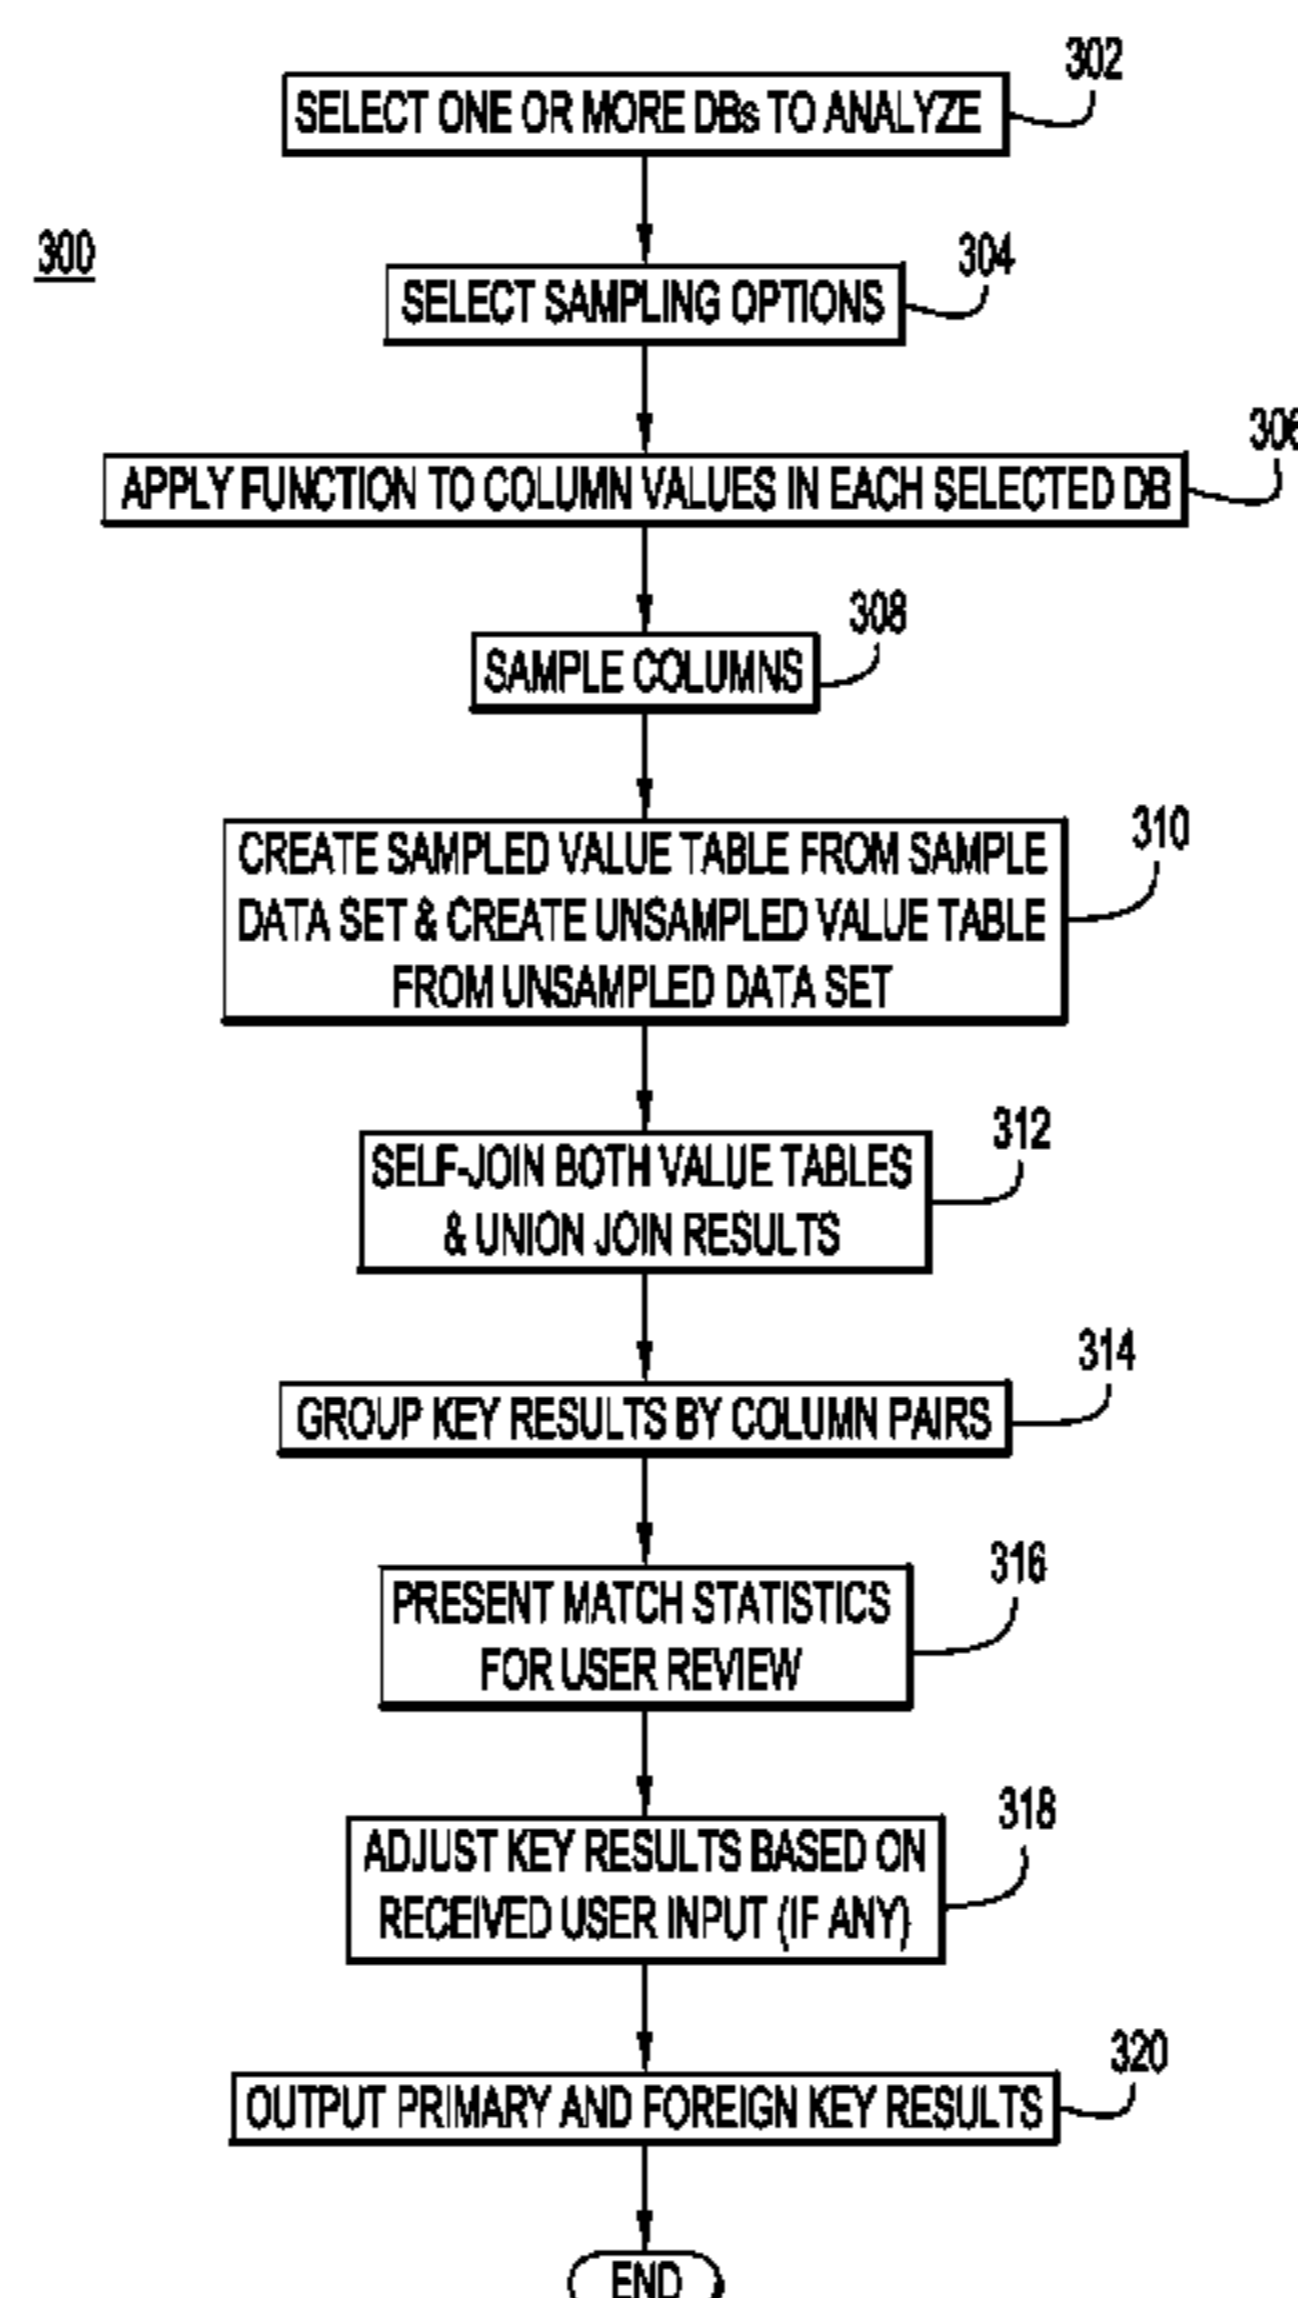 302
SELECT ONE OR MORE DBs TO ANALYZE
300
304
SELECT SAMPLING OPTIONS
306
APPLY FUNCTION TO COLUMN VALUES IN EACH SELECTED DB
308
SAMPLE COLUMNS
310
CREATE SAMPLED VALUE TABLE FROM SAMPLE
DATA SET & CREATE UNSAMPLED VALUE TABLE
FROM UNSAMPLED DATA SET
312
SELF-JOIN BOTH VALUE TABLES
& UNION JOIN RESULTS
314
GROUP KEY RESULTS BY COLUMN PAIRS
316
PRESENT MATCH STATISTICS
FOR USER REVIEW
318
ADJUST KEY RESULTS BASED ON
RECEIVED USER INPUT (IF ANY)
320
OUTPUT PRIMARY AND FOREIGN KEY RESULTS
END